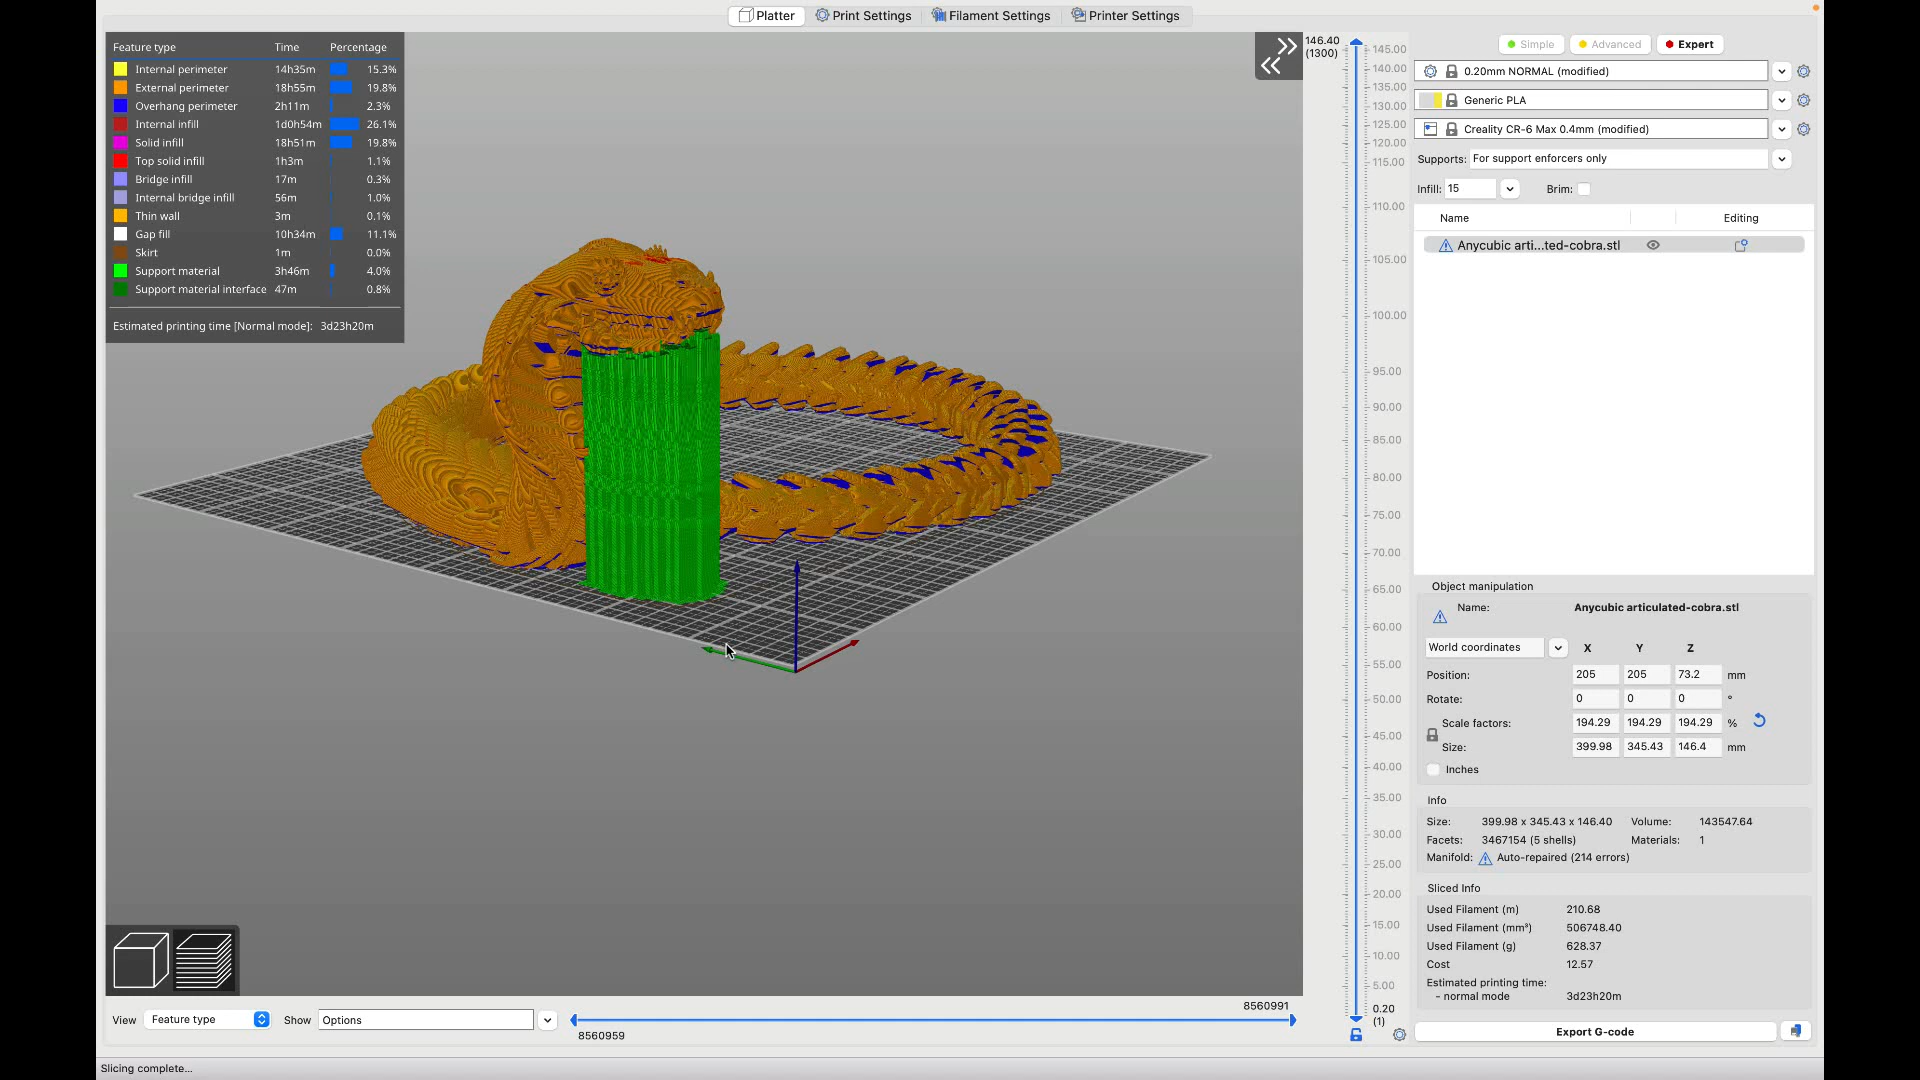 Platter Print Settings Filament Settings Printer Settings
Feature type Time Percentage
Internal perimeter 14h35m 15.3%
External perimeter 18h55m 19.8%
Overhang perimeter 2h11m 2.3%
Internal infill 1d0h54m 26.1%
Solid infill 18h51m 19.8%
Top solid infill 1h3m 1.1%
Bridge infill 17m 0.3%
Internal bridge infill 56m 1.0%
Thin wall 3m 0.1%
Gap fill 10h34m 11.1%
Skirt 1m 0.0%
Support material 3h46m 4.0%
Support material interface 47m 0.8%
Estimated printing time [Normal mode]: 3d23h20m
146.40
(1300)
145.00
140.00
135.00
130.00
125.00
120.00
115.00
110.00
105.00
100.00
95.00
90.00
85.00
80.00
75.00
70.00
65.00
60.00
55.00
50.00
45.00
40.00
35.00
30.00
25.00
20.00
15.00
10.00
5.00
0.20
(1)
Simple Advanced Expert
0.20mm NORMAL (modified)
Generic PLA
Creality CR-6 Max 0.4mm (modified)
Supports: For support enforcers only
Infill: 15 Brim:
Name Editing
Anycubic arti...ted-cobra.stl
Object manipulation
Name: Anycubic articulated-cobra.stl
World coordinates X Y Z
Position: 205 205 73.2 mm
Rotate: 0 0 0 °
Scale factors: 194.29 194.29 194.29 %
Size: 399.98 345.43 146.4 mm
Inches
Info
Size: 399.98 x 345.43 x 146.40 Volume: 143547.64
Facets: 3467154 (5 shells) Materials: 1
Manifold: Auto-repaired (214 errors)
Sliced Info
Used Filament (m) 210.68
Used Filament (mm³) 506748.40
Used Filament (g) 628.37
Cost 12.57
Estimated printing time:
- normal mode 3d23h20m
Export G-code
View Feature type Show Options
8560991
8560959
Slicing complete...